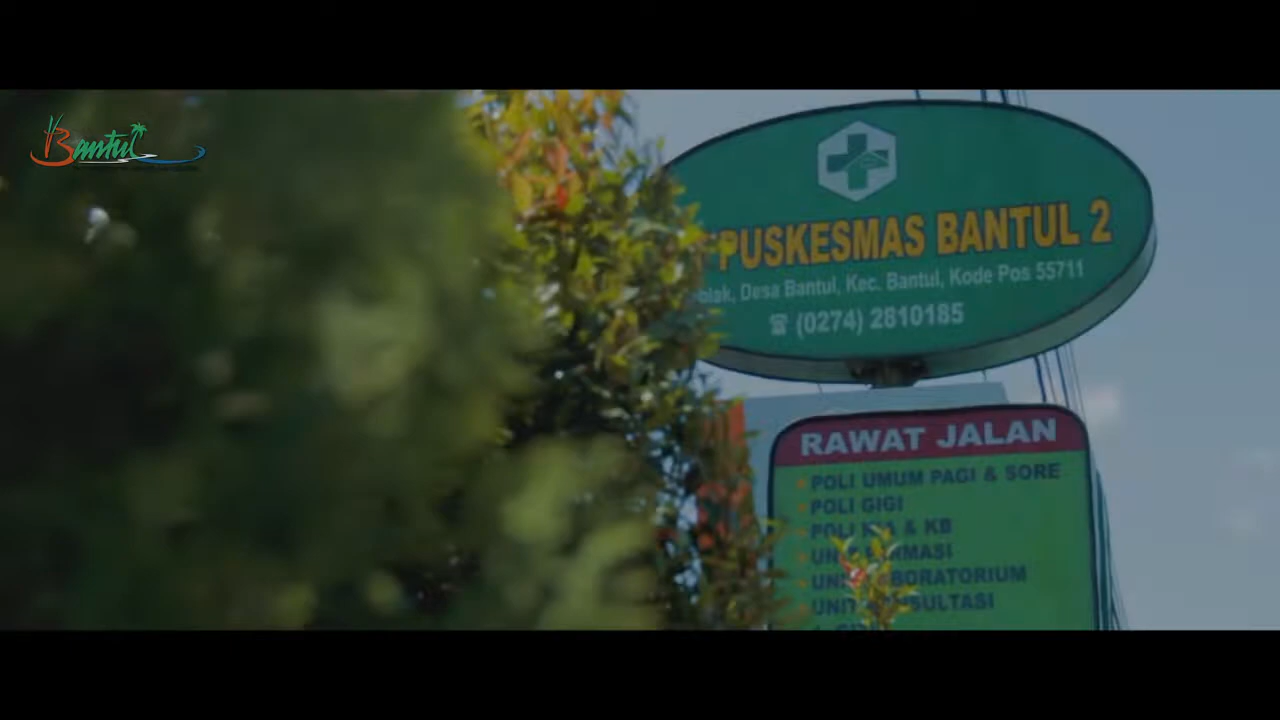 Bantul
PUSKESMAS BANTUL 2
Desa Bantul, Kec. Bantul, Kode Pos 55711
☎ (0274) 2810185
RAWAT JALAN
POLI UMUM PAGI & SORE
POLI GIGI
POLI & KB
UNIT
UNIT
UNIT